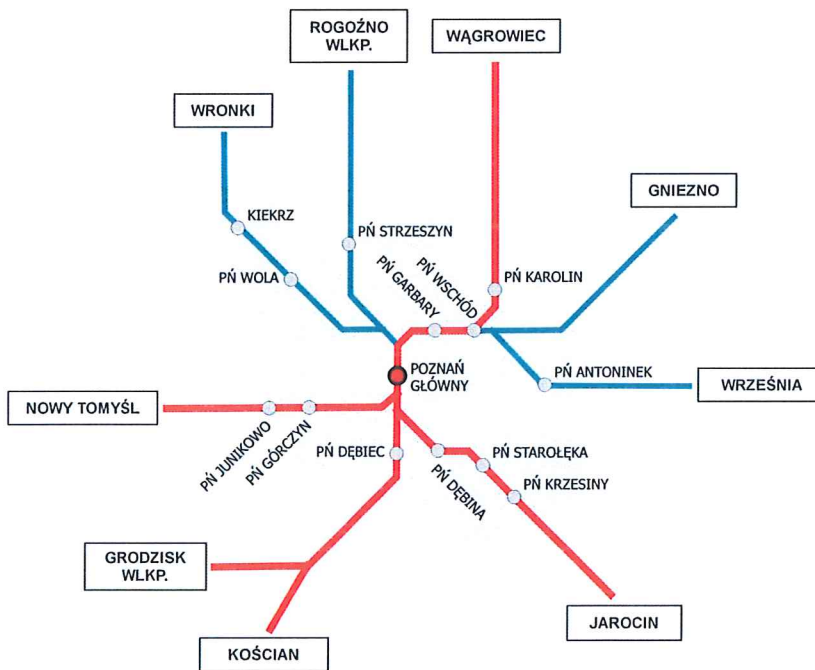 ROGOŹNO
WLKP.
WĄGROWIEC
WRONKI
GNIEZNO
KIEKRZ
PŃ STRZESZYN
PŃ WOLA
PŃ GARBARY
PŃ WSCHÓD
PŃ KAROLIN
POZNAŃ
GŁÓWNY
PŃ ANTONINEK
WRZEŚNIA
NOWY TOMYŚL
PŃ JUNIKOWO
PŃ GÓRCZYN
PŃ DĘBIEC
PŃ DĘBINA
PŃ STAROŁĘKA
PŃ KRZESINY
GRODZISK
WLKP.
KOŚCIAN
JAROCIN